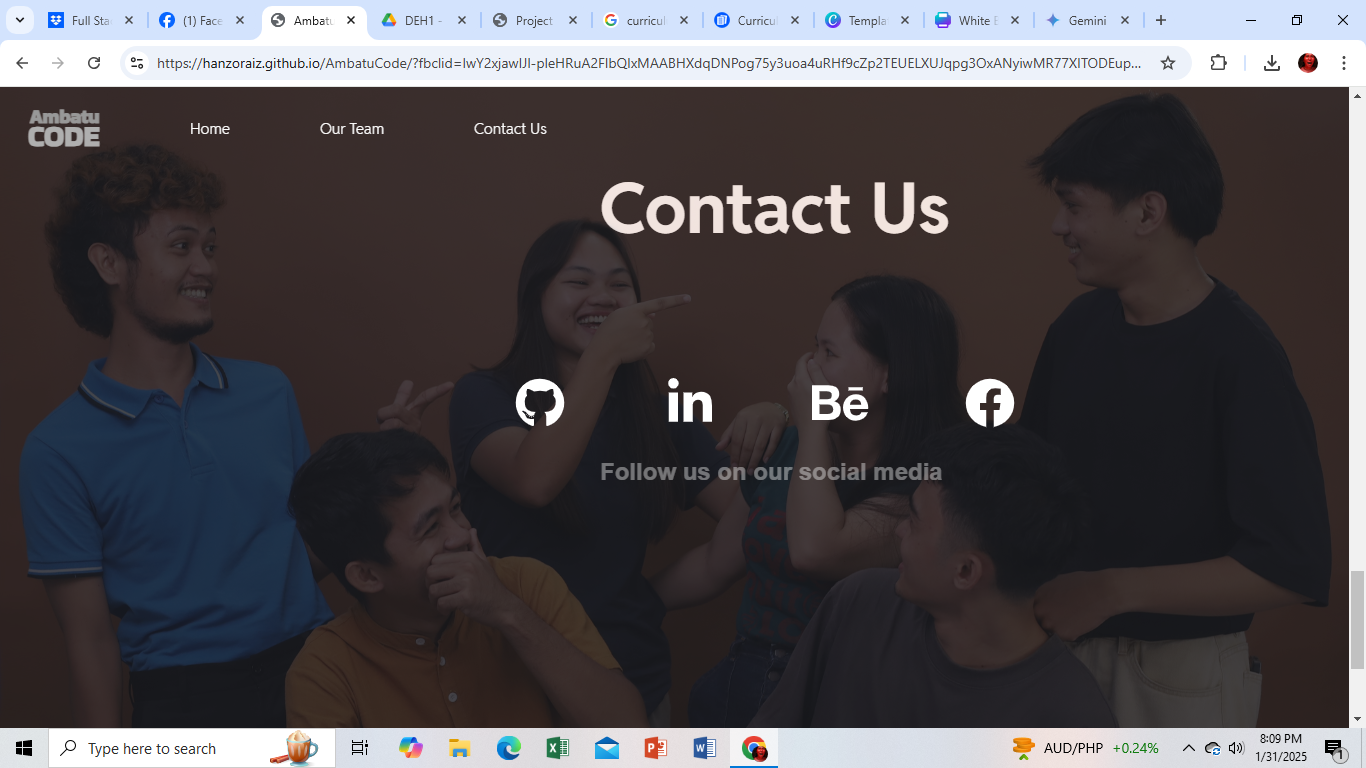 Full Sta
(1) Face
Ambatu
DEH1 -
Project
curricul
Curricul
Templa
White B
Gemini
https://hanzoraiz.github.io/AmbatuCode/?fbclid=IwY2xjawIJI-pleHRuA2FlbQIxMAABHXdqDNPog75y3uoa4uRHf9cZp2TEUELXUJqpg3OxANyiwMR77XITODEup...
Ambatu
CODE
Home
Our Team
Contact Us
Contact Us
in
Bē
Follow us on our social media
Type here to search
AUD/PHP +0.24%
8:09 PM
1/31/2025
1